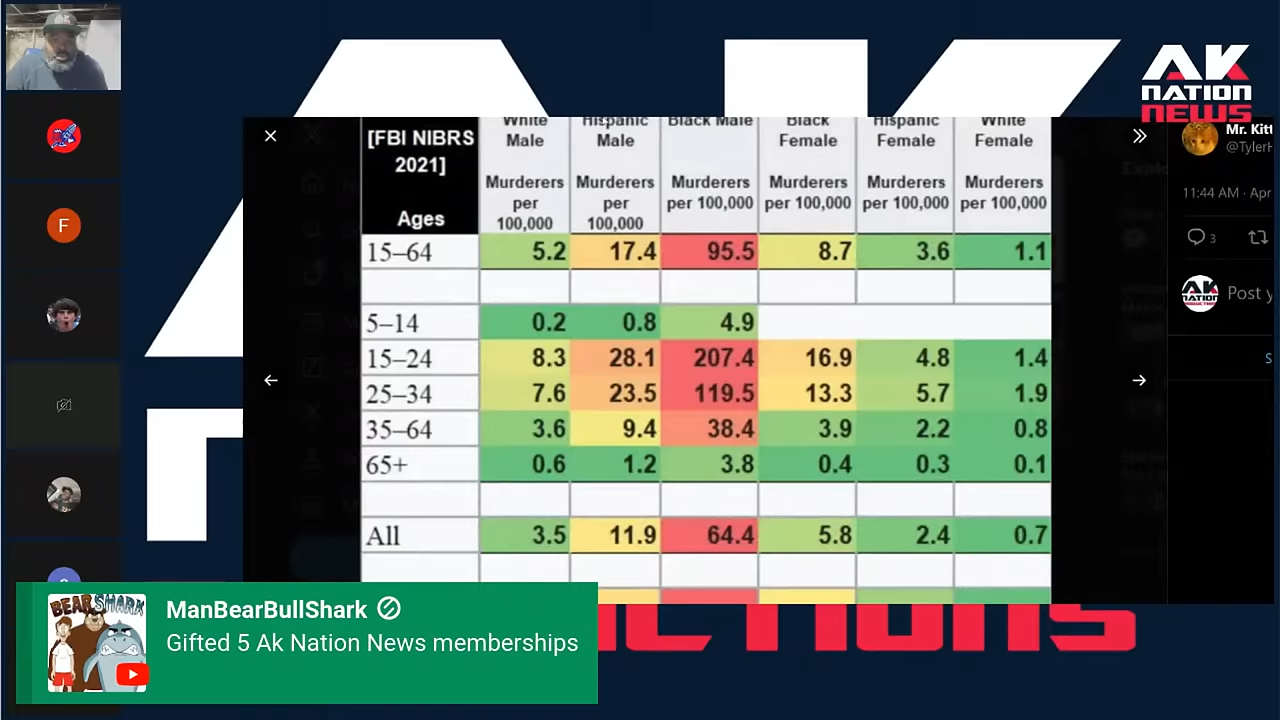 AK
NATION
NEWS
[FBI NIBRS
2021]
Ages
White
Male
Murderers
per
100,000
Hispanic
Male
Murderers
per
100,000
Black Male
Murderers
per 100,000
Black
Female
Murderers
per 100,000
Hispanic
Female
Murderers
per 100,000
White
Female
Murderers
per 100,000
15–64 5.2 17.4 95.5 8.7 3.6 1.1
5–14 0.2 0.8 4.9
15–24 8.3 28.1 207.4 16.9 4.8 1.4
25–34 7.6 23.5 119.5 13.3 5.7 1.9
35–64 3.6 9.4 38.4 3.9 2.2 0.8
65+ 0.6 1.2 3.8 0.4 0.3 0.1
All 3.5 11.9 64.4 5.8 2.4 0.7
Mr. Kitt
@TylerH
11:44 AM · Apr
3
AK
NATION
Post y
F
BEAR SHARK
ManBearBullShark
Gifted 5 Ak Nation News memberships